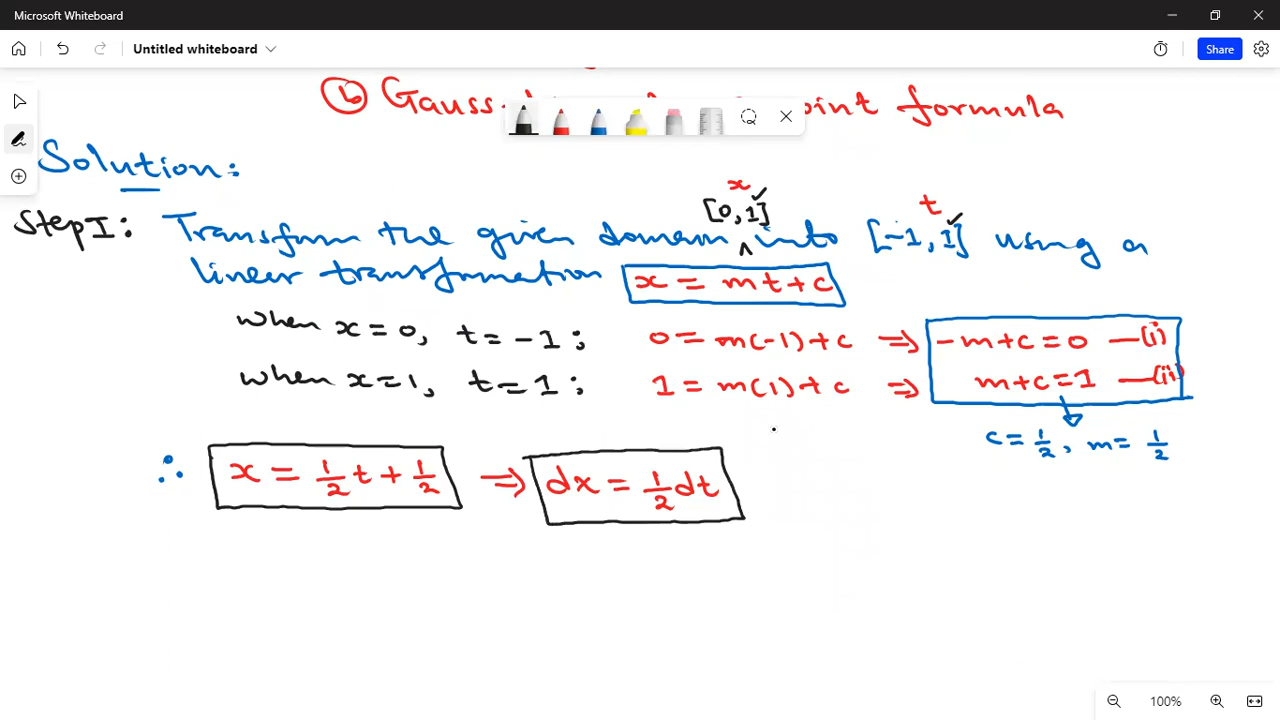 Microsoft Whiteboard
Untitled whiteboard
Share
(b) Gauss- point formula
Solution:
Step I: Transform the given domain [0,1] into [-1,1] using a
x
t
linear transformation x = mt+c
when x=0, t=-1; 0 = m(-1)+c ⇒ -m+c=0 —(i)
when x=1, t=1; 1 = m(1)+c ⇒ m+c=1 —(ii)
c=1/2, m=1/2
∴ x = 1/2 t + 1/2 ⇒ dx = 1/2 dt
100%